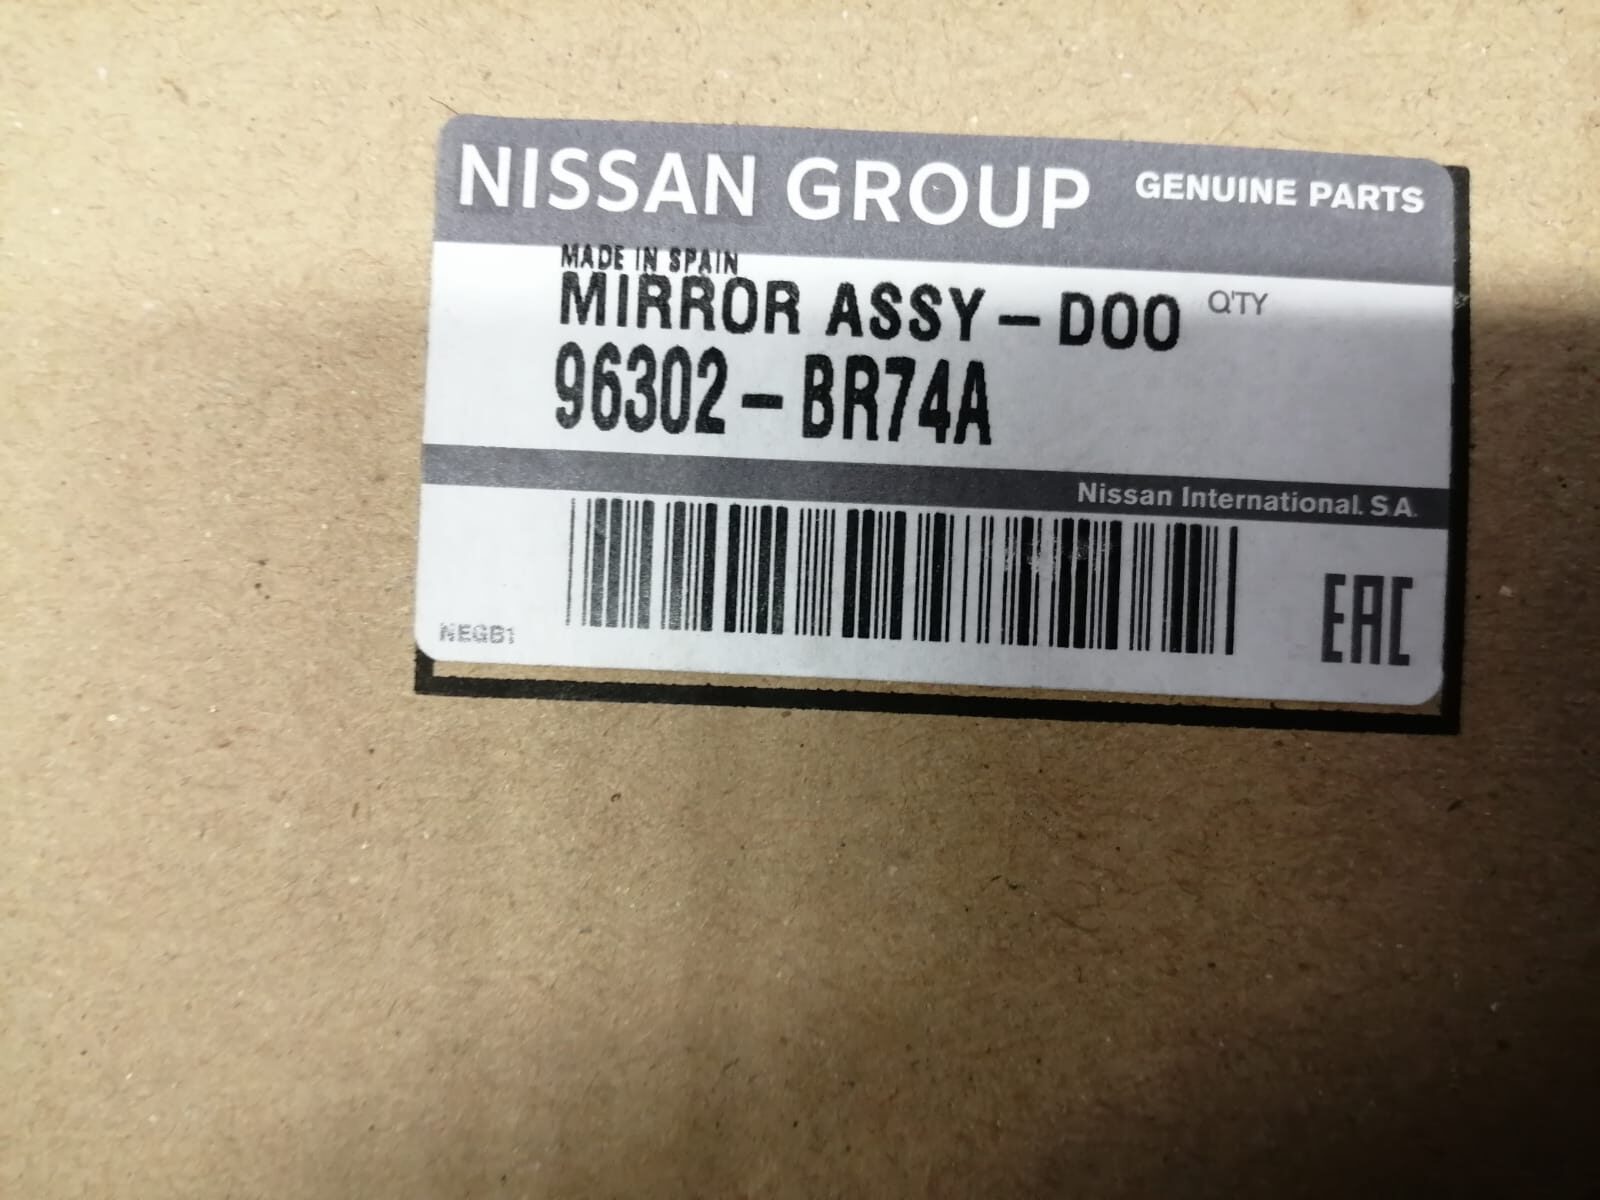 NISSAN GROUP GENUINE PARTS
MADE IN SPAIN
MIRROR ASSY-DOO Q'TY
96302-BR74A
Nissan International. S.A.
EAC
NEGB1